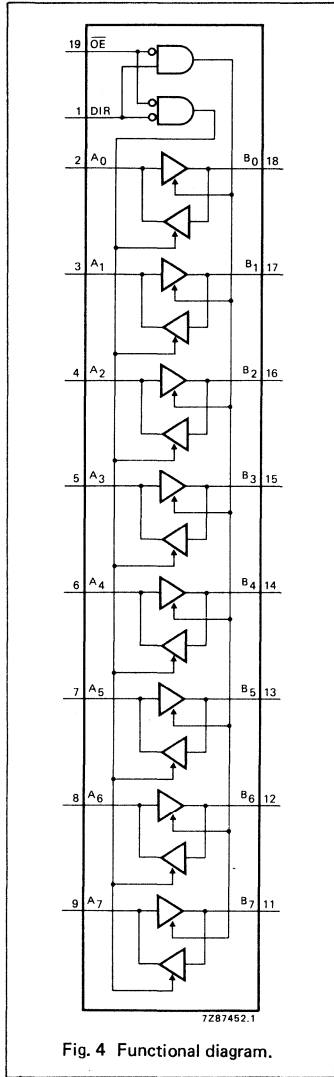 19 OE
1 DIR
2 A0 B0 18
3 A1 B1 17
4 A2 B2 16
5 A3 B3 15
6 A4 B4 14
7 A5 B5 13
8 A6 B6 12
9 A7 B7 11
7Z87452.1
Fig. 4 Functional diagram.